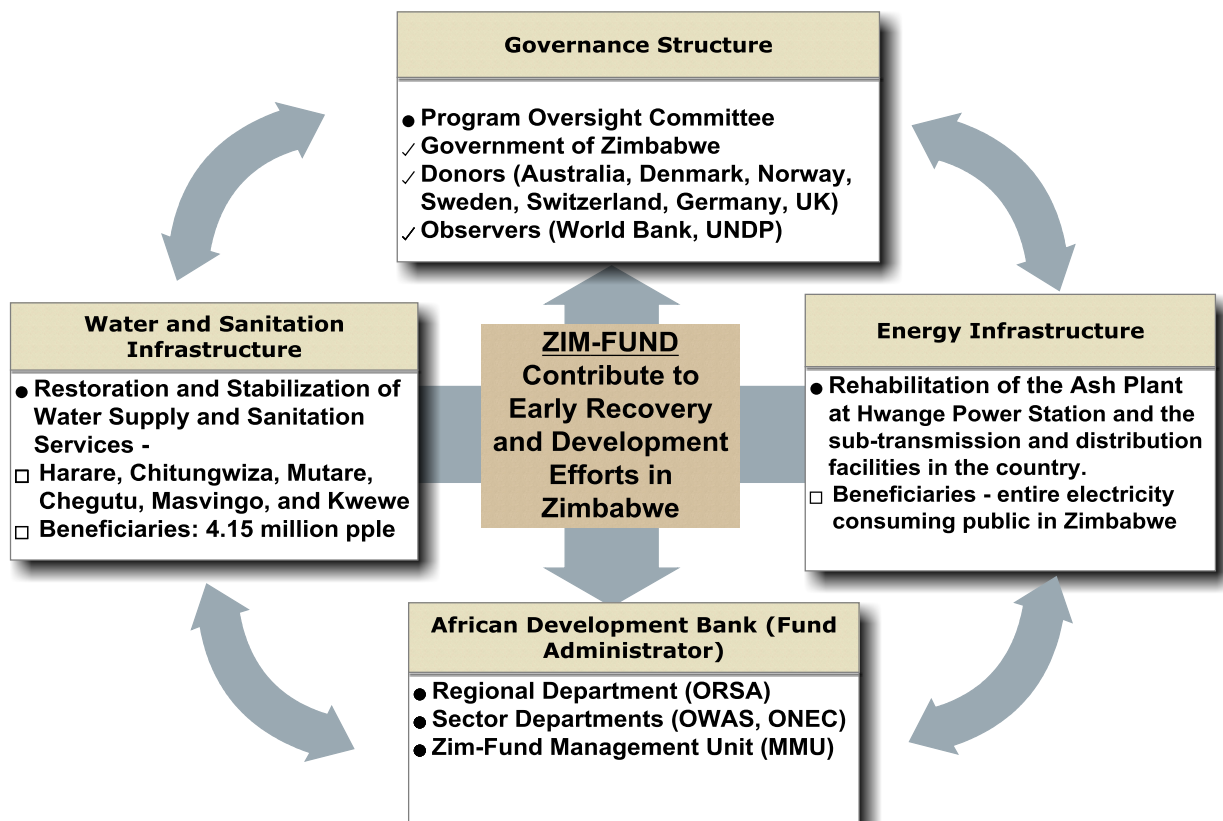 Governance Structure
● Program Oversight Committee
✓ Government of Zimbabwe
✓ Donors (Australia, Denmark, Norway,
Sweden, Switzerland, Germany, UK)
✓ Observers (World Bank, UNDP)
Water and Sanitation
Infrastructure
● Restoration and Stabilization of
Water Supply and Sanitation
Services -
□ Harare, Chitungwiza, Mutare,
Chegutu, Masvingo, and Kwewe
□ Beneficiaries: 4.15 million pple
ZIM-FUND
Contribute to
Early Recovery
and Development
Efforts in
Zimbabwe
Energy Infrastructure
● Rehabilitation of the Ash Plant
at Hwange Power Station and the
sub-transmission and distribution
facilities in the country.
□ Beneficiaries - entire electricity
consuming public in Zimbabwe
African Development Bank (Fund
Administrator)
● Regional Department (ORSA)
● Sector Departments (OWAS, ONEC)
● Zim-Fund Management Unit (MMU)